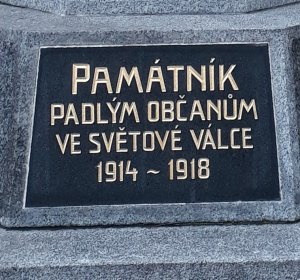 PAMÁTNÍK
PADLÝM OBČANŮM
VE SVĚTOVÉ VÁLCE
1914 ~ 1918